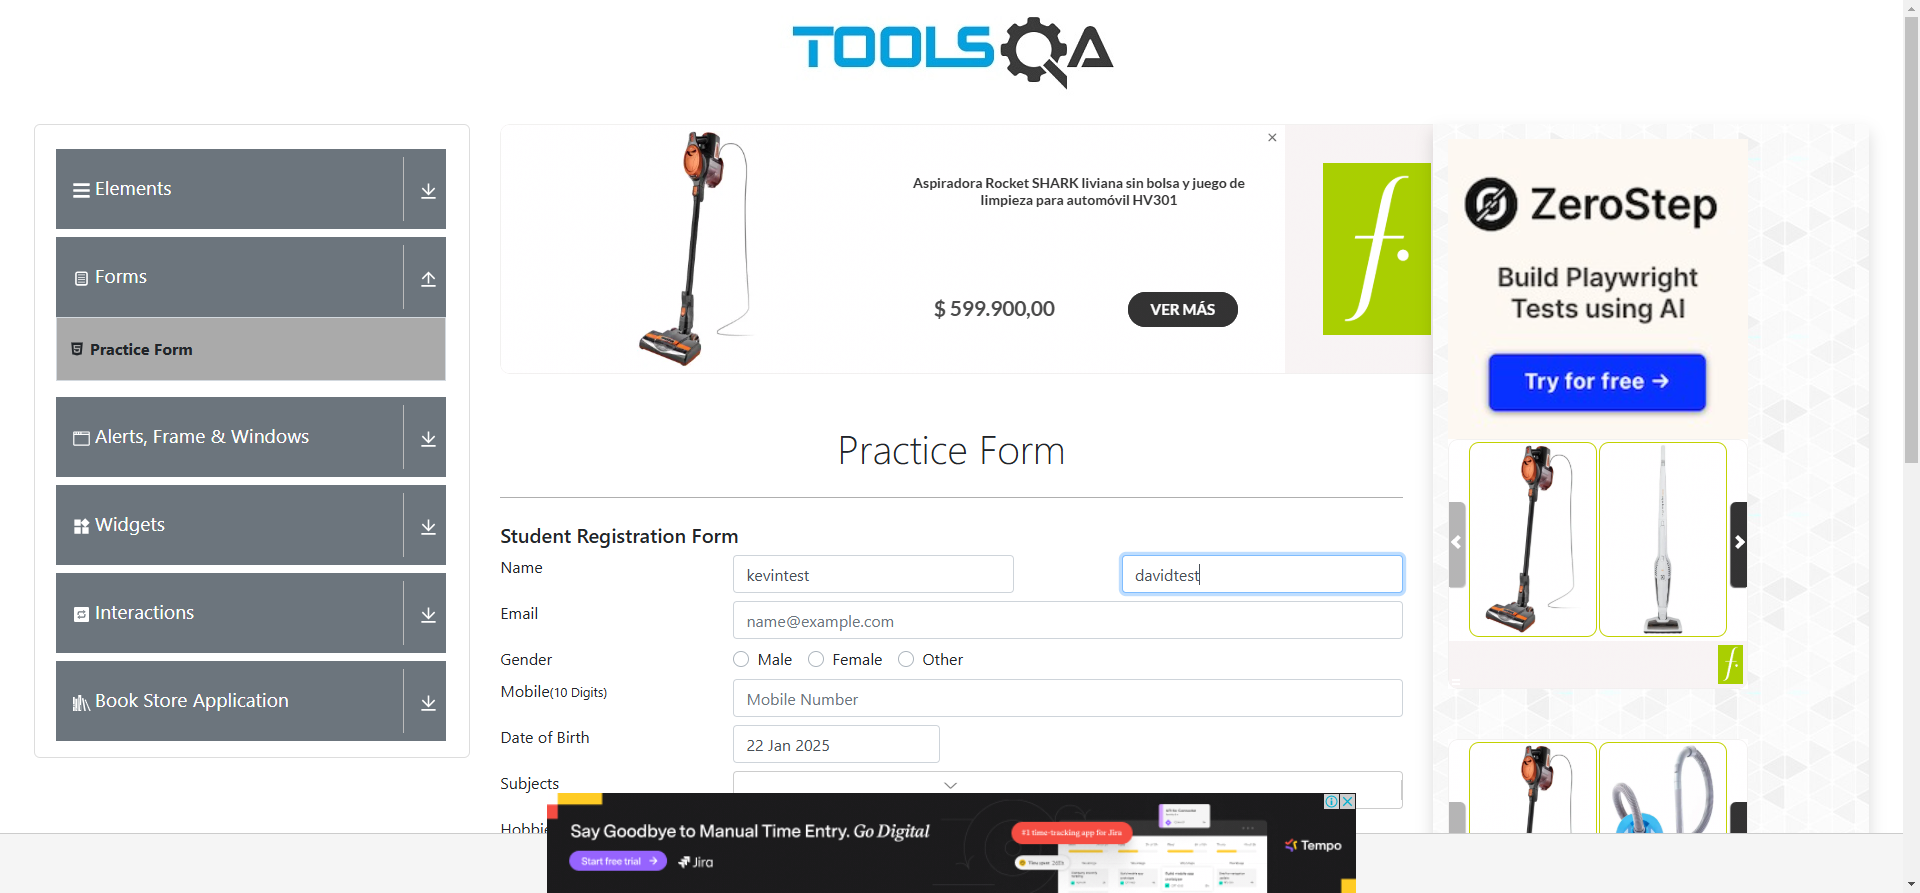 TOOLSQA
Elements
Forms
Practice Form
Alerts, Frame & Windows
Widgets
Interactions
Book Store Application
Aspiradora Rocket SHARK liviana sin bolsa y juego de
limpieza para automóvil HV301
$ 599.900,00
VER MÁS
f.
ZeroStep
Build Playwright
Tests using AI
Try for free →
Practice Form
Student Registration Form
Name
kevintest
davidtest
Email
name@example.com
Gender
Male
Female
Other
Mobile(10 Digits)
Mobile Number
Date of Birth
22 Jan 2025
Subjects
Say Goodbye to Manual Time Entry. Go Digital
Start free trial →
Jira
#1 time-tracking app for Jira
Tempo